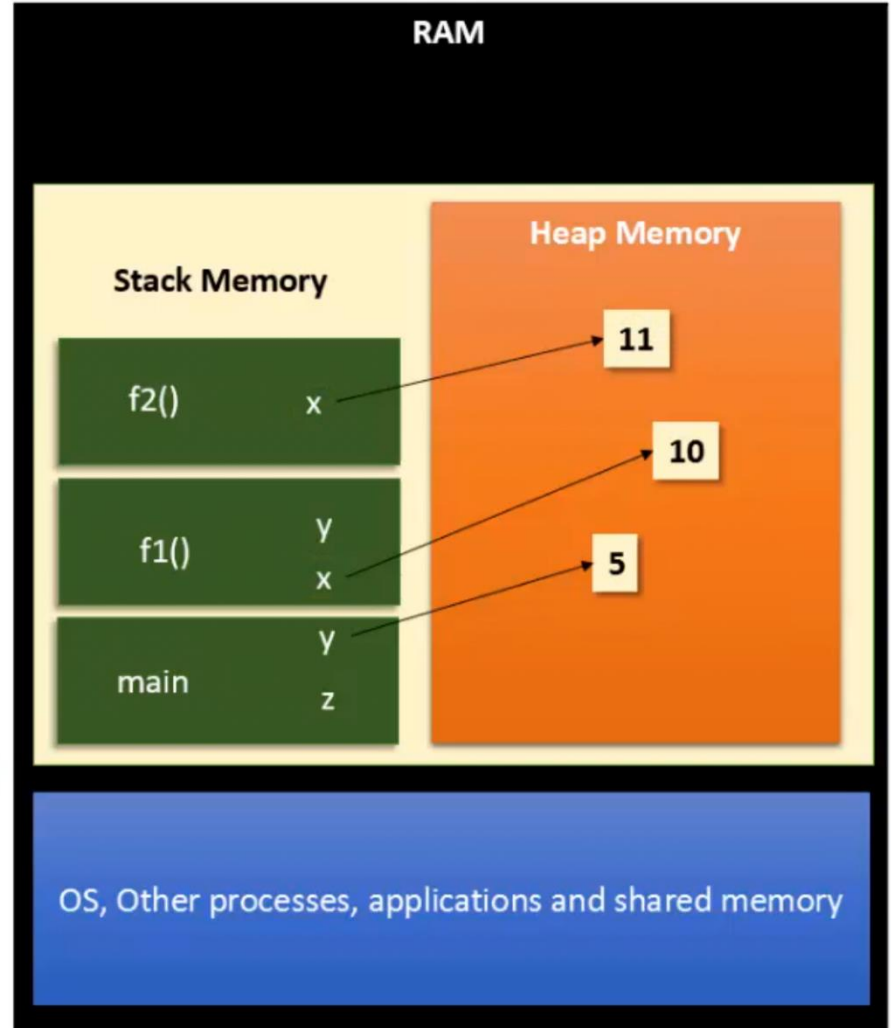 RAM
Stack Memory
Heap Memory
f2() x
11
f1()
y
x
10
main
y
z
5
OS, Other processes, applications and shared memory